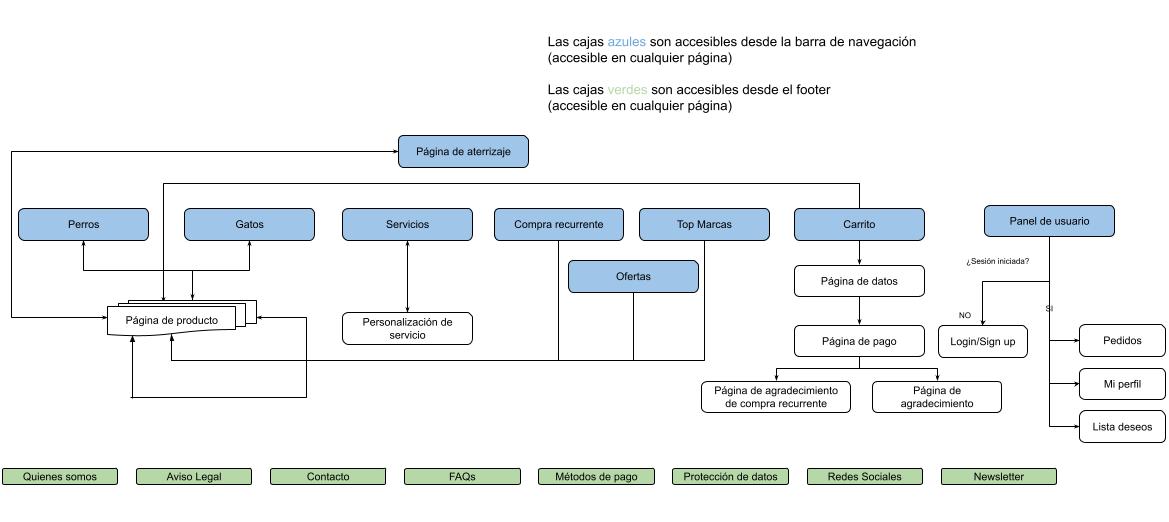 Las cajas azules son accesibles desde la barra de navegación
(accesible en cualquier página)
Las cajas verdes son accesibles desde el footer
(accesible en cualquier página)
Página de aterrizaje
Perros
Gatos
Servicios
Compra recurrente
Top Marcas
Carrito
Panel de usuario
¿Sesión iniciada?
Ofertas
Página de datos
Página de producto
Personalización de
servicio
NO
SI
Página de pago
Login/Sign up
Pedidos
Página de agradecimiento
de compra recurrente
Página de
agradecimiento
Mi perfil
Lista deseos
Quienes somos
Aviso Legal
Contacto
FAQs
Métodos de pago
Protección de datos
Redes Sociales
Newsletter